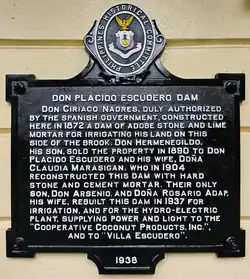 PHILIPPINES HISTORICAL COMMITTEE
DON PLACIDO ESCUDERO DAM
DON CIRIACO NADRES, DULY AUTHORIZED
BY THE SPANISH GOVERNMENT, CONSTRUCTED
HERE IN 1872 A DAM OF ADOBE STONE AND LIME
MORTAR FOR IRRIGATING HIS LAND ON THIS
SIDE OF THE BROOK. DON HERMENEGILDO,
HIS SON, SOLD THE PROPERTY IN 1890 TO DON
PLACIDO ESCUDERO AND HIS WIFE, DOÑA
CLAUDIA MARASIGAN, WHO IN 1904
RECONSTRUCTED THIS DAM WITH HARD
STONE AND CEMENT MORTAR. THEIR ONLY
SON, DON ARSENIO, AND DOÑA ROSARIO ADAP,
HIS WIFE, REBUILT THIS DAM IN 1937 FOR
IRRIGATION, AND FOR THE HYDRO-ELECTRIC
PLANT, SUPPLYING POWER AND LIGHT TO THE
"COOPERATIVE COCONUT PRODUCTS, INC.",
AND TO "VILLA ESCUDERO".
1938